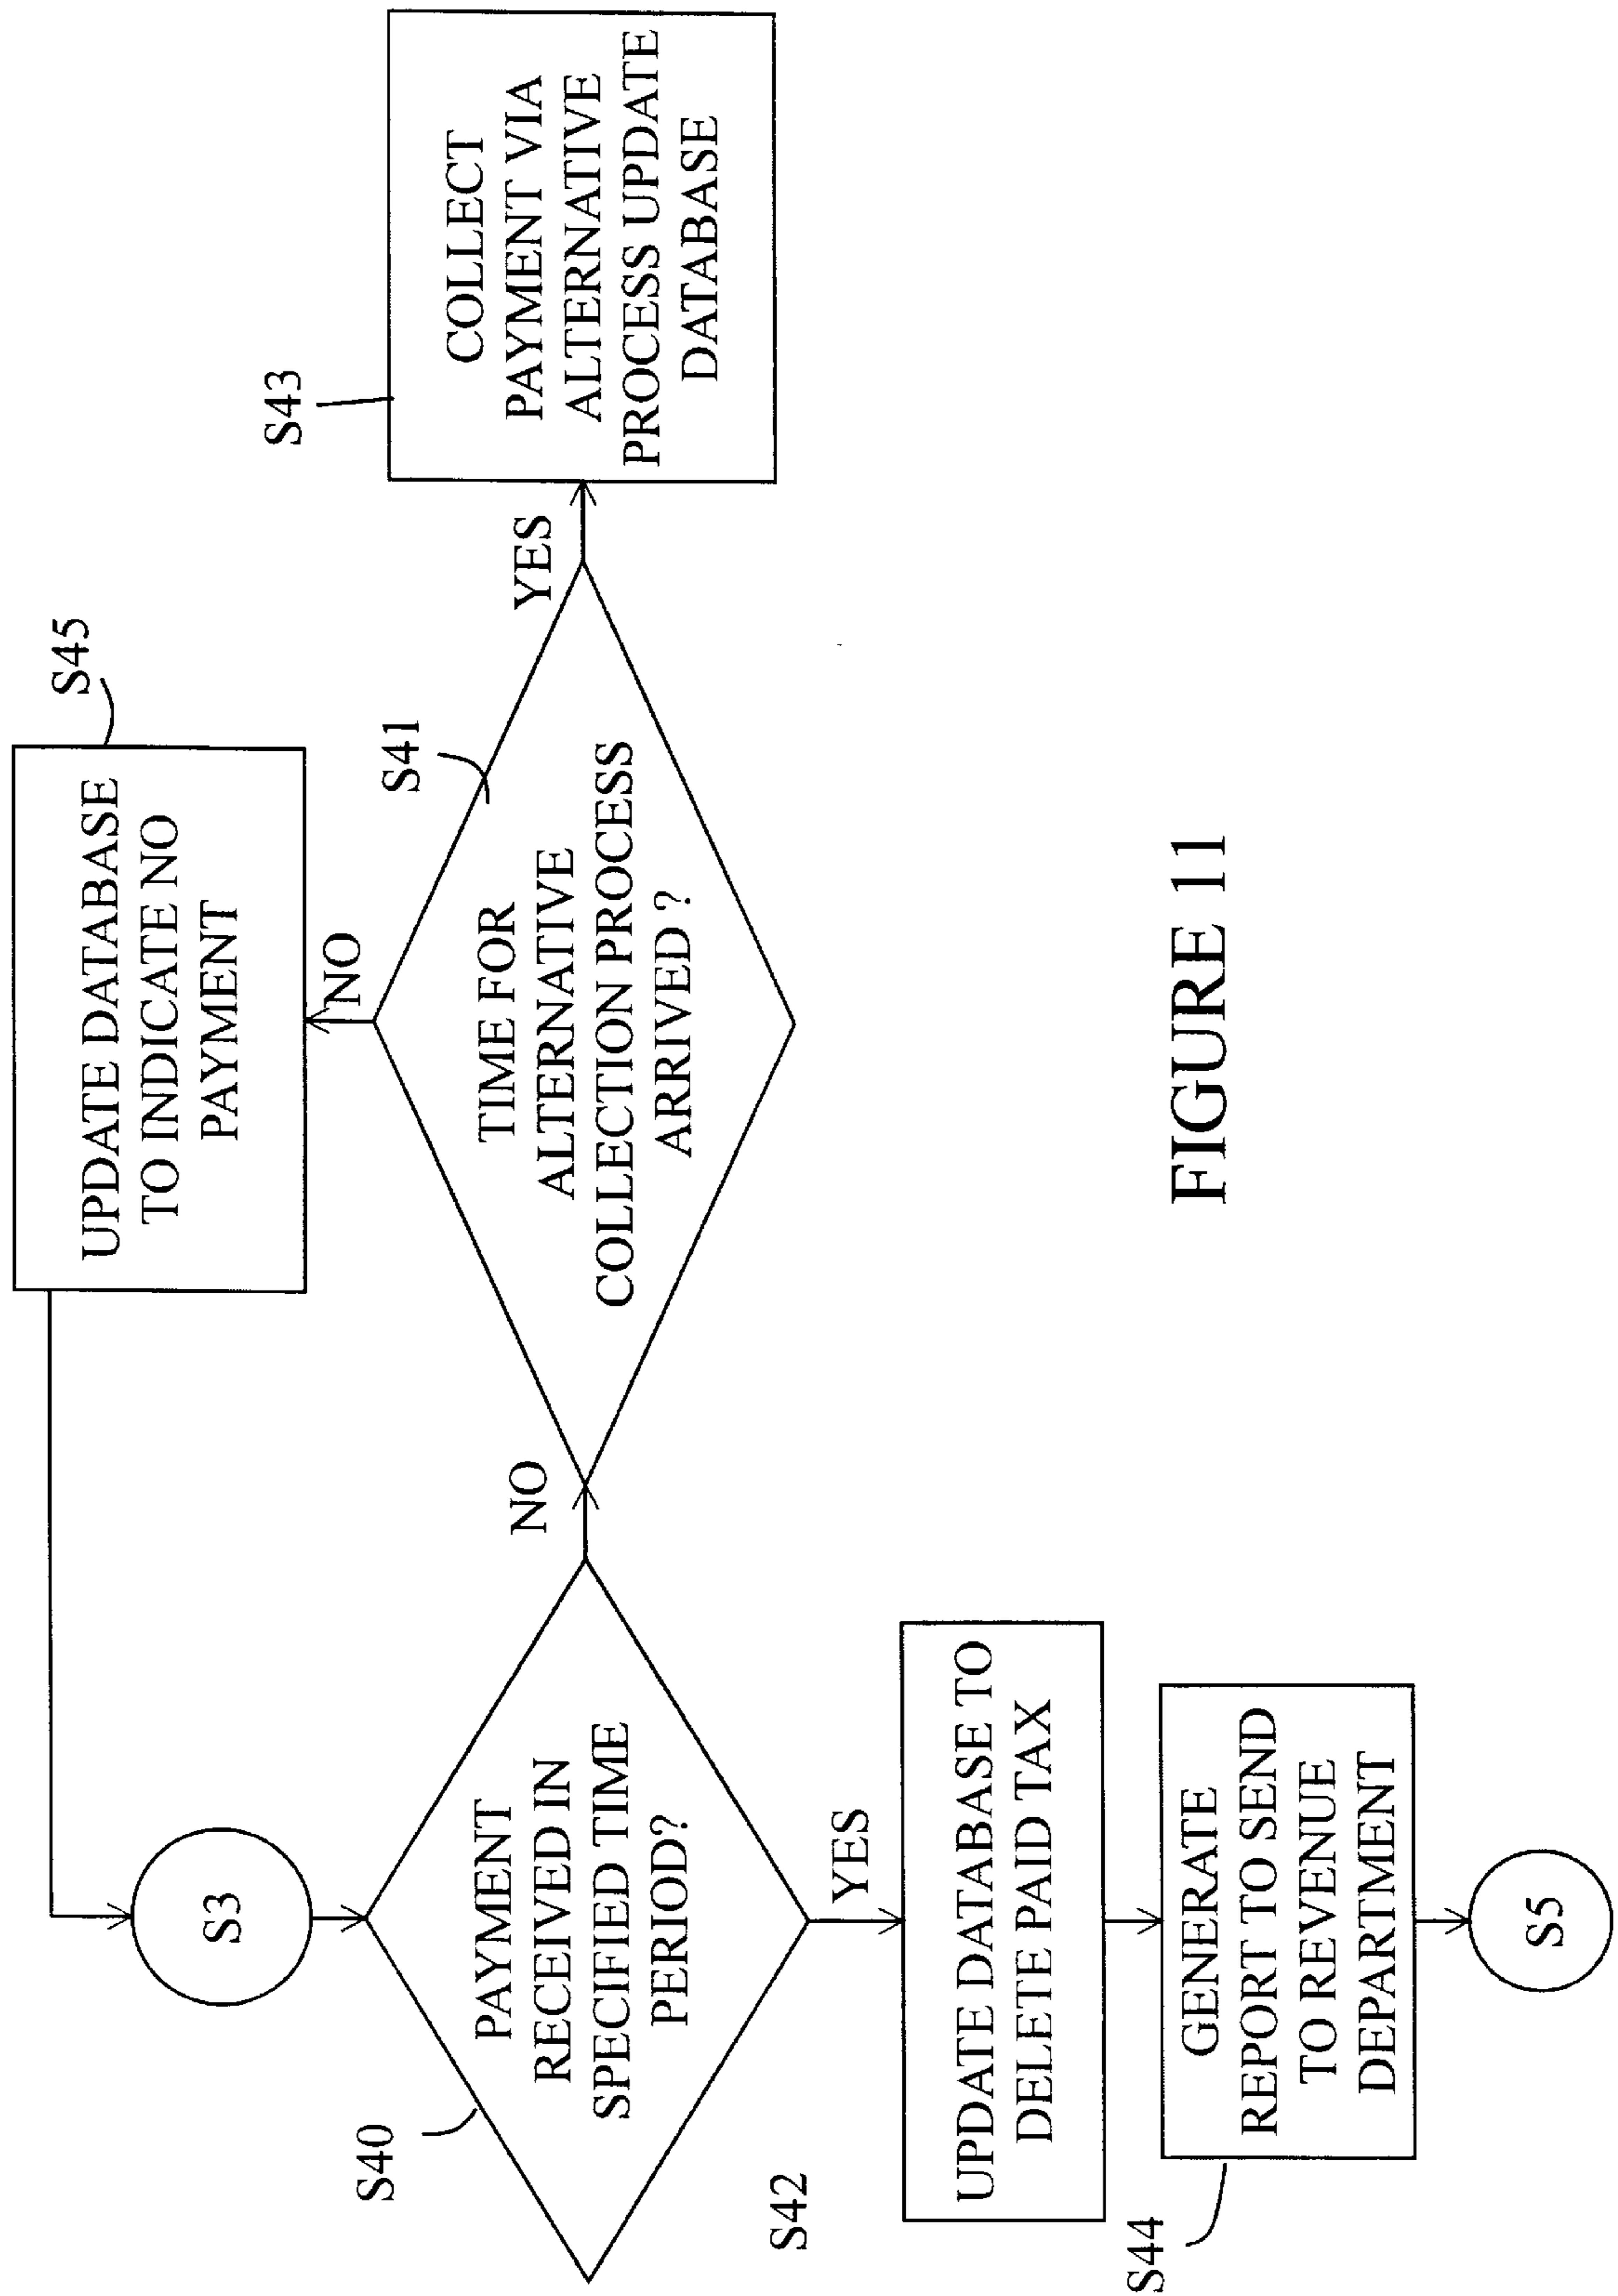 S45
UPDATE DATABASE
TO INDICATE NO
PAYMENT
S3
NO
S43
COLLECT
PAYMENT VIA
ALTERNATIVE
PROCESS UPDATE
DATABASE
S40
PAYMENT
RECEIVED IN
SPECIFIED TIME
PERIOD?
NO
S41
TIME FOR
ALTERNATIVE
COLLECTION PROCESS
ARRIVED ?
YES
S42
YES
UPDATE DATABASE TO
DELETE PAID TAX
S44
GENERATE
REPORT TO SEND
TO REVENUE
DEPARTMENT
S5
FIGURE 11